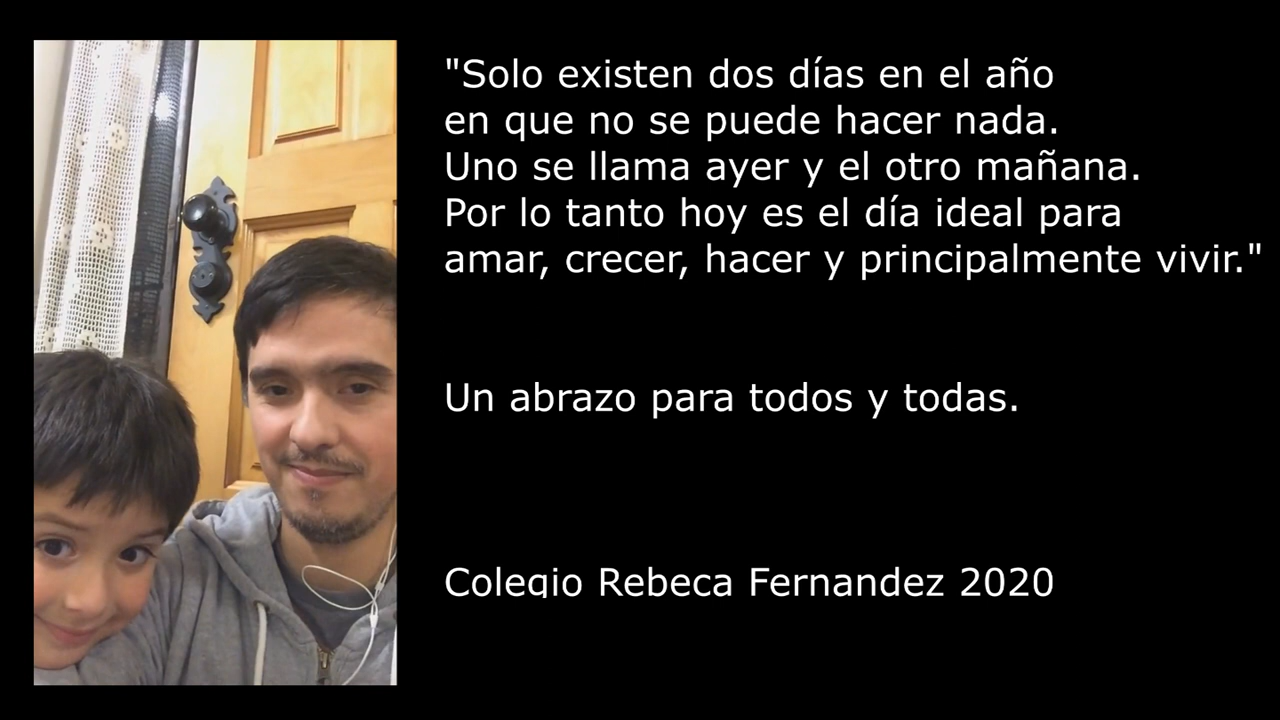 "Solo existen dos días en el año
en que no se puede hacer nada.
Uno se llama ayer y el otro mañana.
Por lo tanto hoy es el día ideal para
amar, crecer, hacer y principalmente vivir."
Un abrazo para todos y todas.
Colegio Rebeca Fernandez 2020